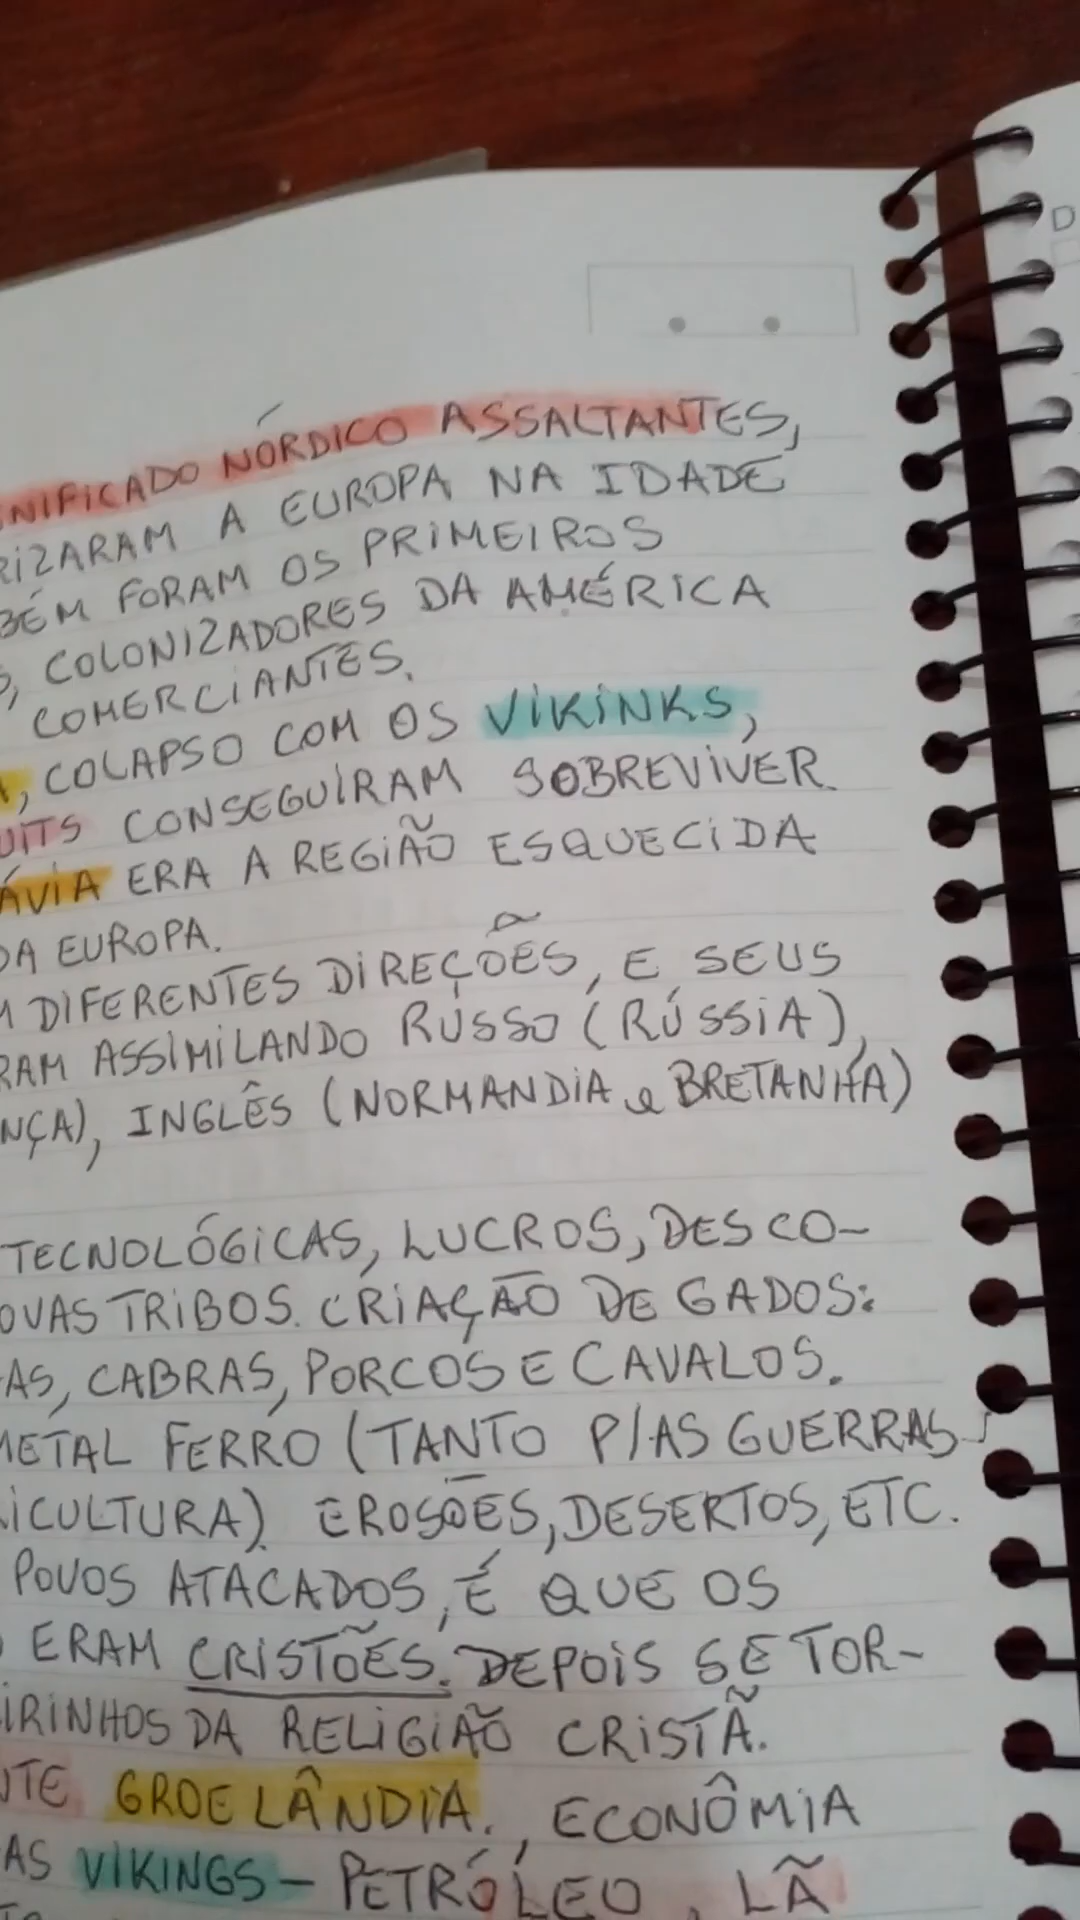 NIFICADO NÓRDICO ASSALTANTES,
RIZARAM A EUROPA NA IDADE
BÉM FORAM OS PRIMEIROS
, COLONIZADORES DA AMÉRICA
COMERCIANTES.
, COLAPSO COM OS VIKINKS,
UITS CONSEGUIRAM SOBREVIVER.
ÁVIA ERA A REGIÃO ESQUECIDA
DA EUROPA.
M DIFERENTES DIREÇÕES, E SEUS
RAM ASSIMILANDO RÚSSO (RÚSSIA),
NÇA), INGLÊS (NORMANDIA e BRETANHA)
TECNOLÓGICAS, LUCROS, DESCO-
OVAS TRIBOS. CRIAÇÃO DE GADOS:
AS, CABRAS, PORCOS E CAVALOS.
METAL FERRO (TANTO P/ AS GUERRAS
ICULTURA). EROSÕES, DESERTOS, ETC.
POVOS ATACADOS, É QUE OS
ERAM CRISTÕES. DEPOIS SE TOR-
IRINHOS DA RELIGIÃO CRISTÃ.
NTE GROELÂNDIA., ECONÔMIA
AS VIKINGS - PETRÓLEO, LÃ
D